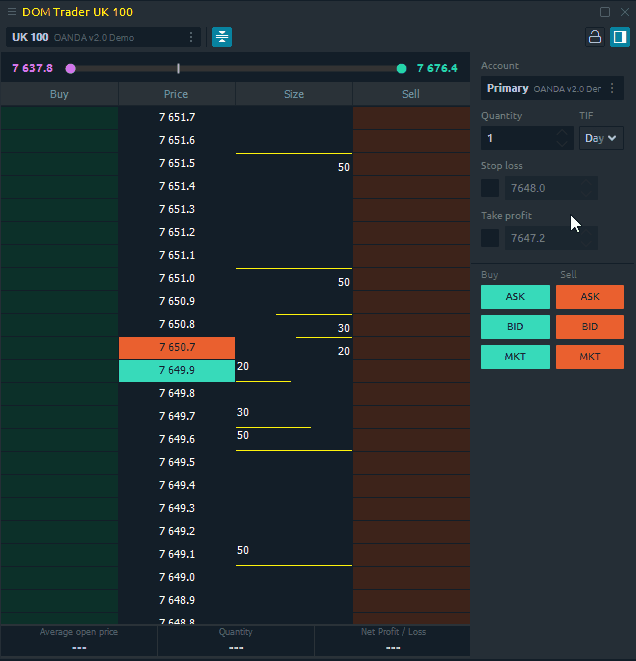 DOM Trader UK 100
UK 100 OANDA v2.0 Demo
7 637.8 7 676.4
Buy Price Size Sell
7 651.7
7 651.6
7 651.5 50
7 651.4
7 651.3
7 651.2
7 651.1
7 651.0 50
7 650.9
7 650.8 30
7 650.7 20
7 649.9 20
7 649.8
7 649.7 30
7 649.6 50
7 649.5
7 649.4
7 649.3
7 649.2
7 649.1 50
7 649.0
7 648.9
7 648.8
Average open price Quantity Net Profit / Loss
--- --- ---
Account
Primary OANDA v2.0 Der
Quantity TIF
1 Day
Stop loss
7648.0
Take profit
7647.2
Buy Sell
ASK ASK
BID BID
MKT MKT